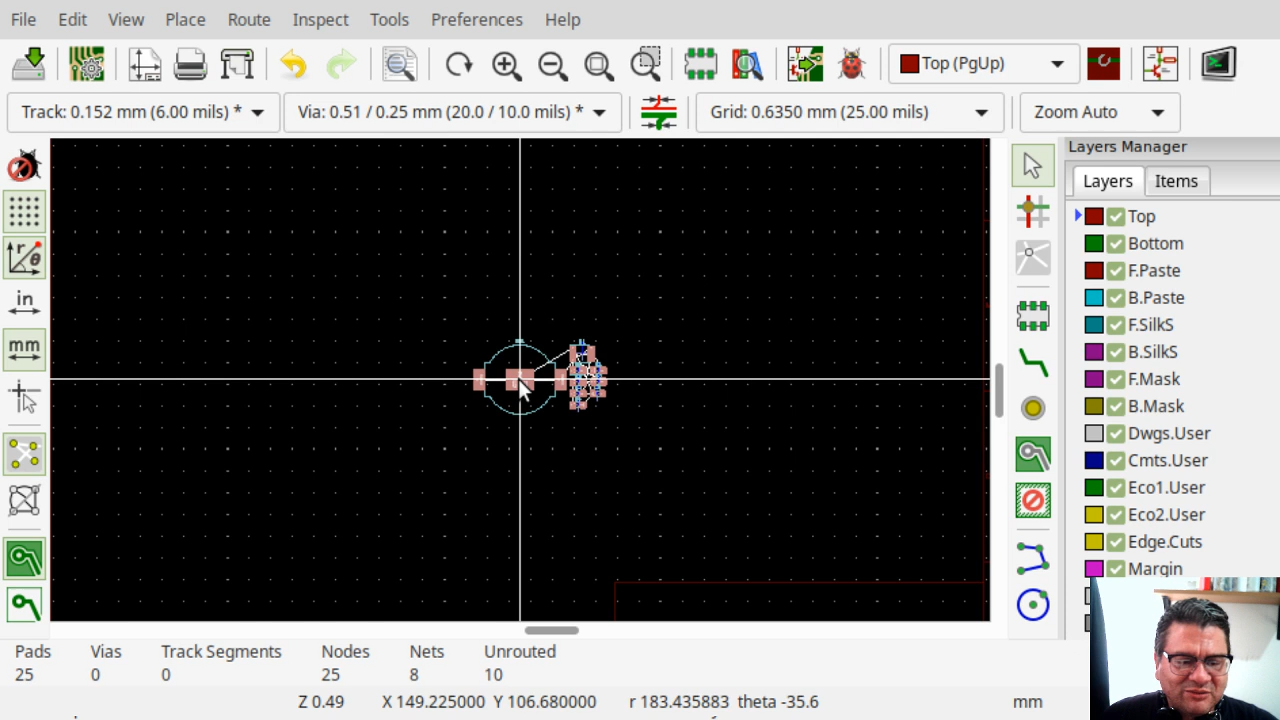 File Edit View Place Route Inspect Tools Preferences Help
Top (PgUp)
Track: 0.152 mm (6.00 mils) *
Via: 0.51 / 0.25 mm (20.0 / 10.0 mils) *
Grid: 0.6350 mm (25.00 mils)
Zoom Auto
in
mm
Layers Manager
Layers Items
Top
Bottom
F.Paste
B.Paste
F.SilkS
B.SilkS
F.Mask
B.Mask
Dwgs.User
Cmts.User
Eco1.User
Eco2.User
Edge.Cuts
Margin
Pads Vias Track Segments Nodes Nets Unrouted
25 0 0 25 8 10
Z 0.49 X 149.225000 Y 106.680000 r 183.435883 theta -35.6 mm